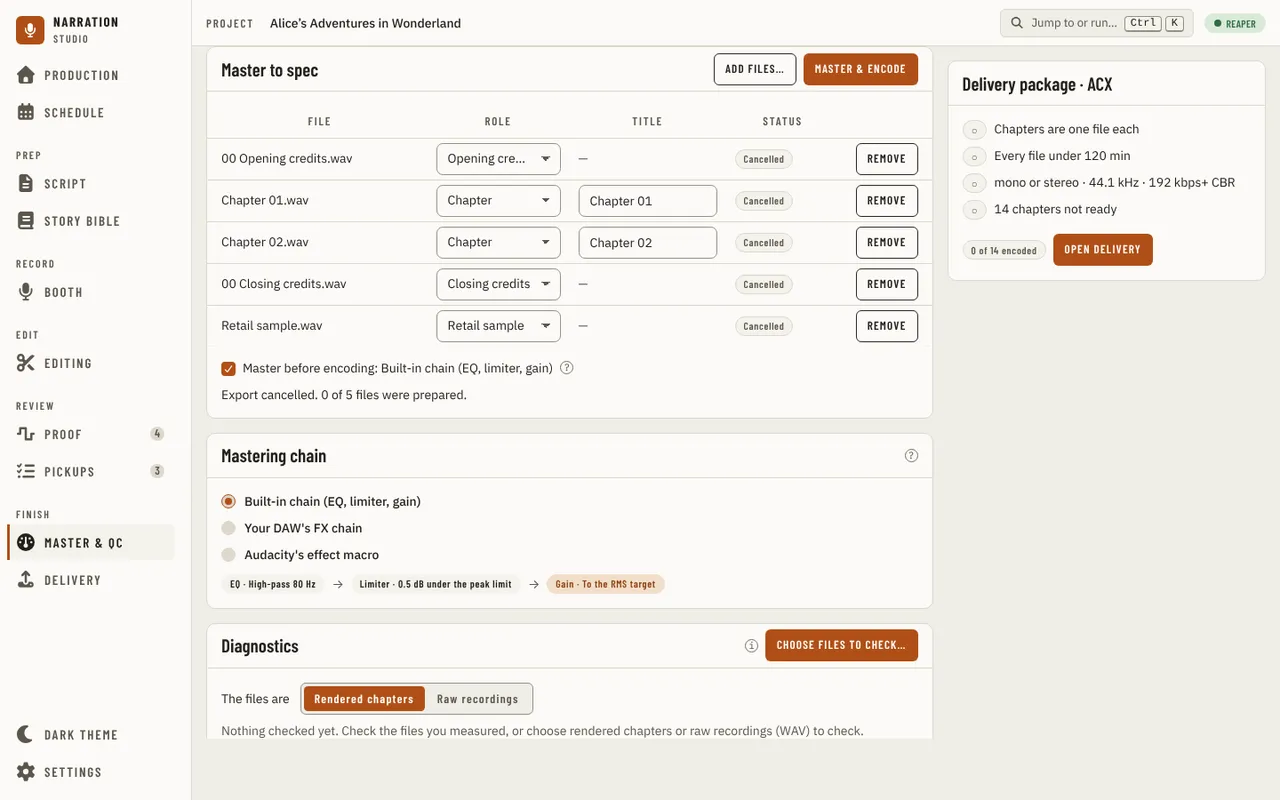 NARRATION
STUDIO
PRODUCTION
SCHEDULE
PREP
SCRIPT
STORY BIBLE
RECORD
BOOTH
EDIT
EDITING
REVIEW
PROOF 4
PICKUPS 3
FINISH
MASTER & QC
DELIVERY
DARK THEME
SETTINGS
PROJECT Alice's Adventures in Wonderland
Jump to or run... Ctrl K
REAPER
Master to spec
ADD FILES... MASTER & ENCODE
FILE ROLE TITLE STATUS
00 Opening credits.wav Opening cre... — Cancelled REMOVE
Chapter 01.wav Chapter Chapter 01 Cancelled REMOVE
Chapter 02.wav Chapter Chapter 02 Cancelled REMOVE
00 Closing credits.wav Closing credits — Cancelled REMOVE
Retail sample.wav Retail sample — Cancelled REMOVE
Master before encoding: Built-in chain (EQ, limiter, gain) ?
Export cancelled. 0 of 5 files were prepared.
Mastering chain ?
Built-in chain (EQ, limiter, gain)
Your DAW's FX chain
Audacity's effect macro
EQ · High-pass 80 Hz → Limiter · 0.5 dB under the peak limit → Gain · To the RMS target
Diagnostics i CHOOSE FILES TO CHECK...
The files are Rendered chapters Raw recordings
Nothing checked yet. Check the files you measured, or choose rendered chapters or raw recordings (WAV) to check.
Delivery package · ACX
Chapters are one file each
Every file under 120 min
mono or stereo · 44.1 kHz · 192 kbps+ CBR
14 chapters not ready
0 of 14 encoded OPEN DELIVERY